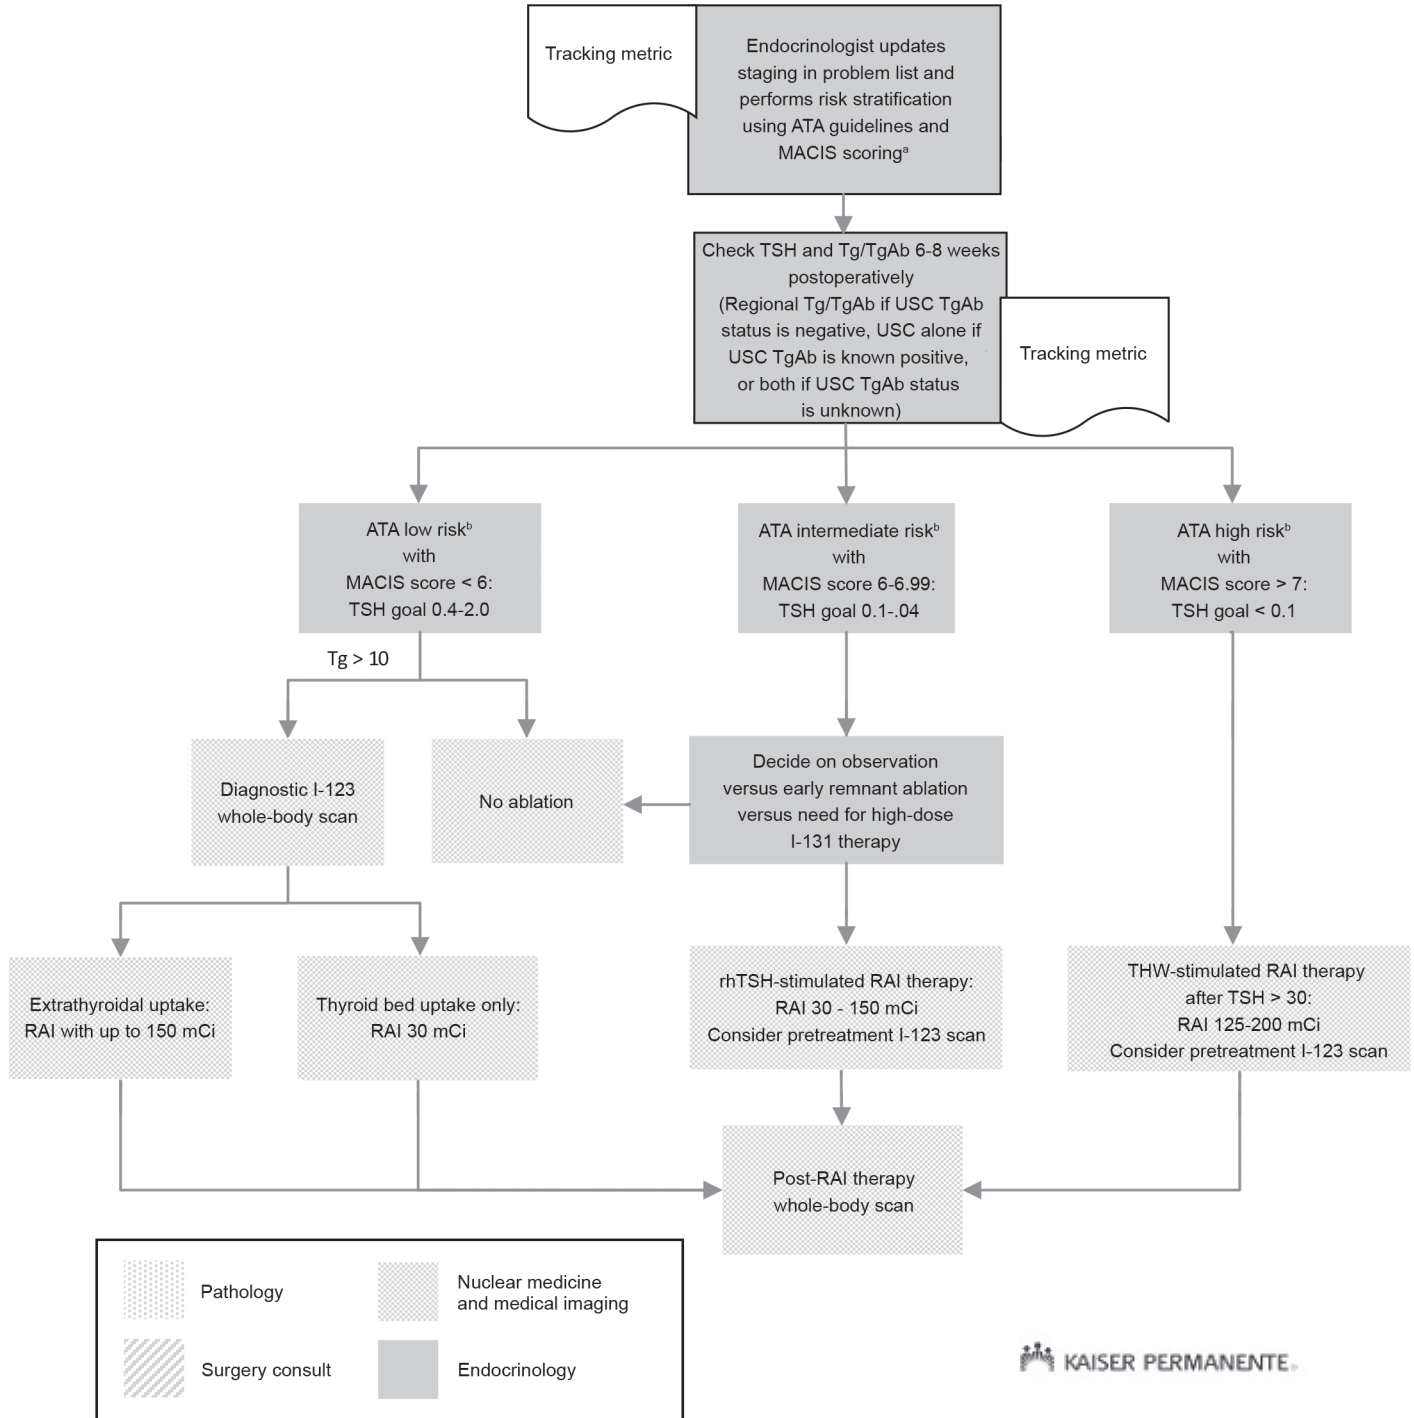 Tracking metric
Endocrinologist updates
staging in problem list and
performs risk stratification
using ATA guidelines and
MACIS scoringᵃ
Check TSH and Tg/TgAb 6-8 weeks
postoperatively
(Regional Tg/TgAb if USC TgAb
status is negative, USC alone if
USC TgAb is known positive,
or both if USC TgAb status
is unknown)
Tracking metric
ATA low riskᵇ
with
MACIS score < 6:
TSH goal 0.4-2.0
ATA intermediate riskᵇ
with
MACIS score 6-6.99:
TSH goal 0.1-.04
ATA high riskᵇ
with
MACIS score > 7:
TSH goal < 0.1
Tg > 10
Diagnostic I-123
whole-body scan
No ablation
Decide on observation
versus early remnant ablation
versus need for high-dose
I-131 therapy
Extrathyroidal uptake:
RAI with up to 150 mCi
Thyroid bed uptake only:
RAI 30 mCi
rhTSH-stimulated RAI therapy:
RAI 30 - 150 mCi
Consider pretreatment I-123 scan
THW-stimulated RAI therapy
after TSH > 30:
RAI 125-200 mCi
Consider pretreatment I-123 scan
Post-RAI therapy
whole-body scan
Pathology
Nuclear medicine
and medical imaging
Surgery consult
Endocrinology
KAISER PERMANENTE®